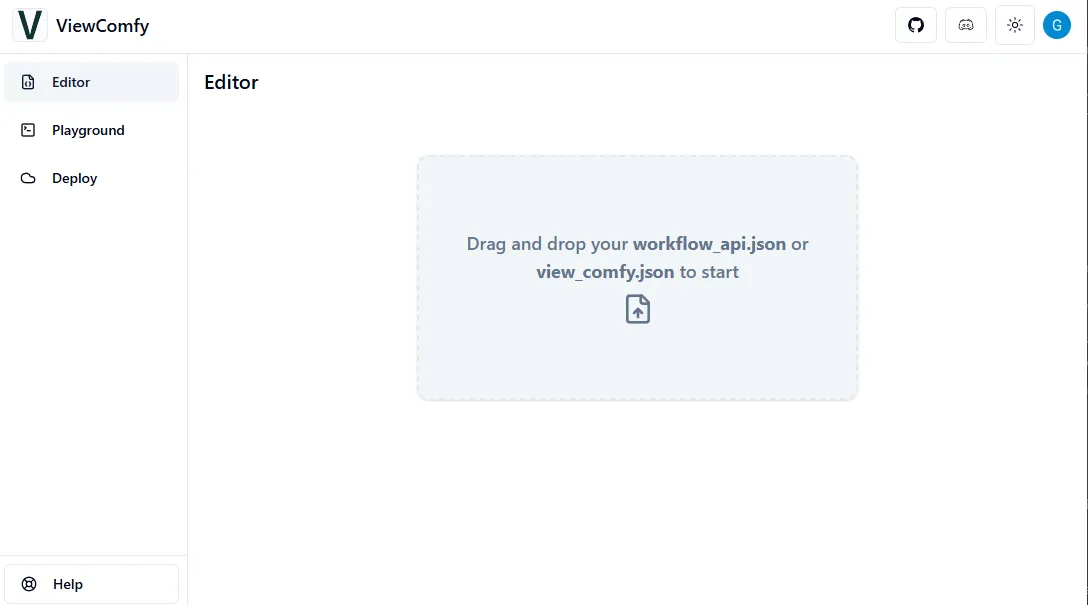 V ViewComfy
G
Editor
Playground
Deploy
Help
Editor
Drag and drop your workflow_api.json or
view_comfy.json to start